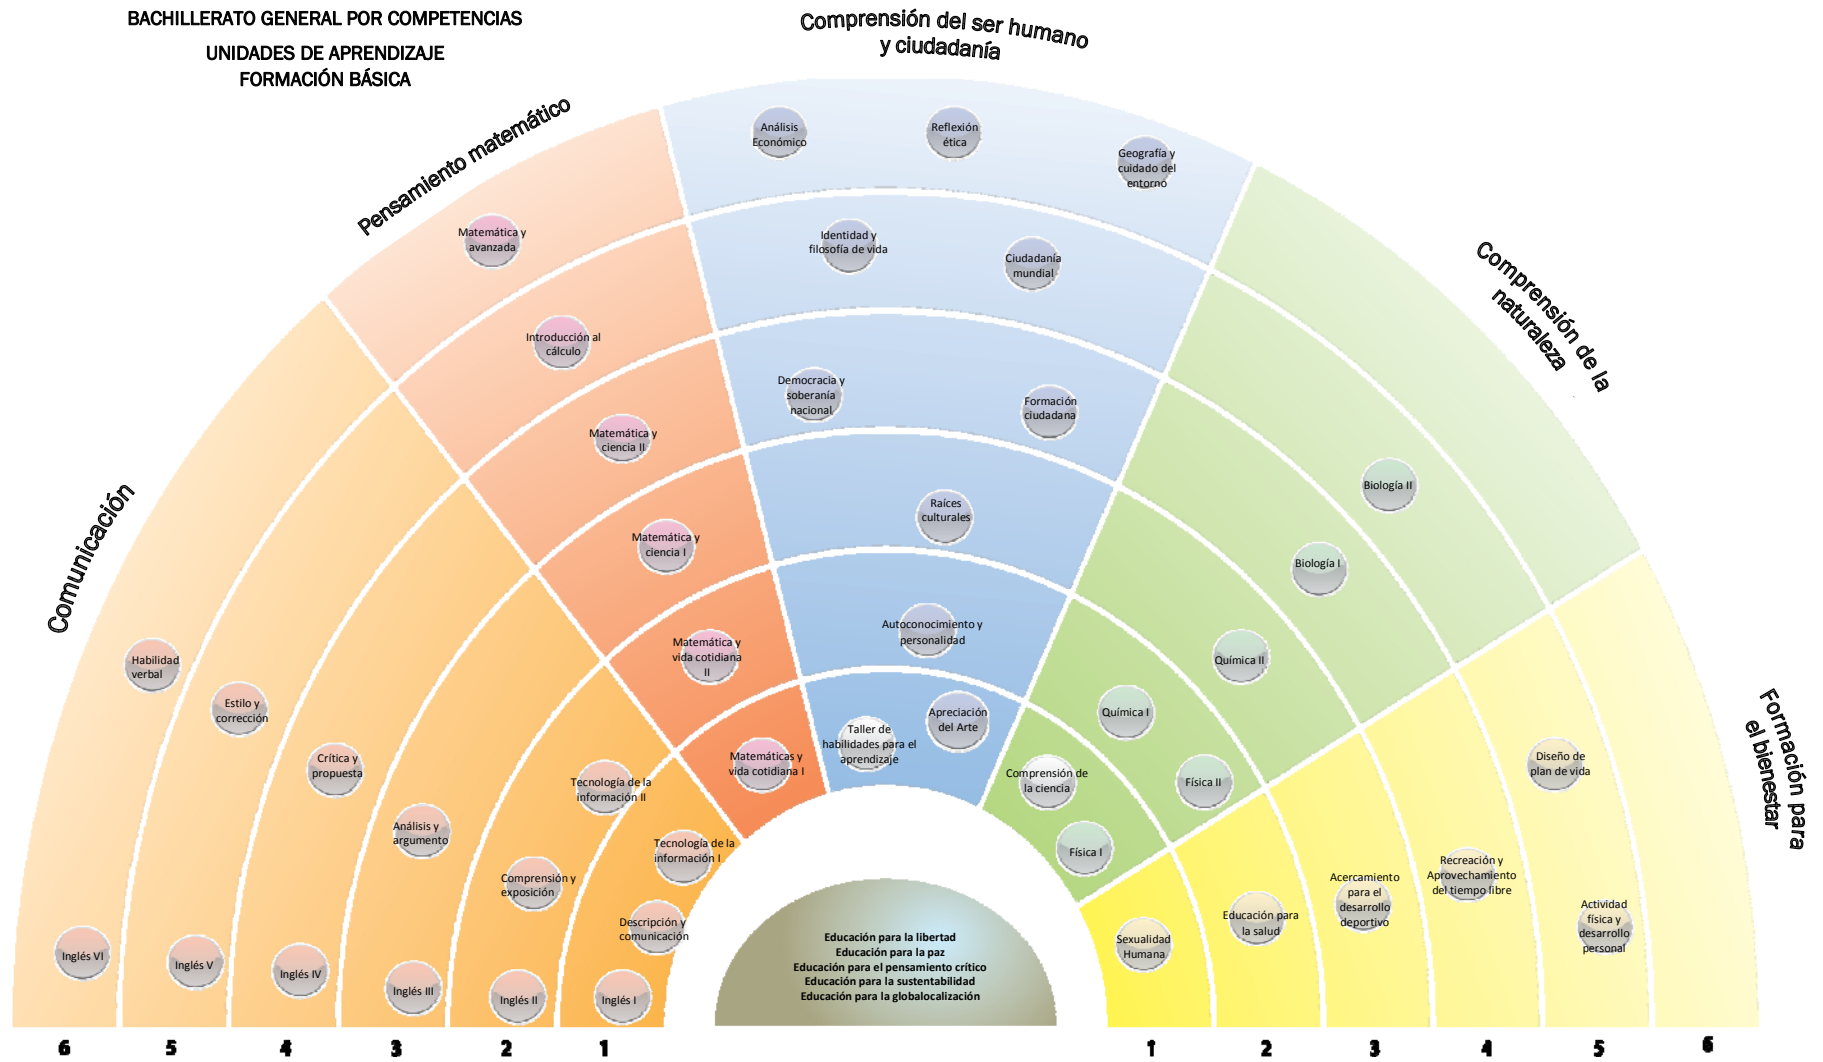 BACHILLERATO GENERAL POR COMPETENCIAS
UNIDADES DE APRENDIZAJE
FORMACIÓN BÁSICA
Comunicación
Pensamiento matemático
Comprensión del ser humano
y ciudadanía
Comprensión de la
naturaleza
Formación para
el bienestar
Habilidad
verbal
Estilo y
corrección
Crítica y
propuesta
Análisis y
argumento
Comprensión y
exposición
Tecnología de la
información II
Tecnología de la
información I
Descripción y
comunicación
Inglés VI
Inglés V
Inglés IV
Inglés III
Inglés II
Inglés I
Matemática y
avanzada
Introducción al
cálculo
Matemática y
ciencia II
Matemática y
ciencia I
Matemática y
vida cotidiana
II
Matemáticas y
vida cotidiana I
Análisis
Económico
Reflexión
ética
Geografía y
cuidado del
entorno
Identidad y
filosofía de vida
Ciudadanía
mundial
Democracia y
soberanía
nacional
Formación
ciudadana
Raíces
culturales
Autoconocimiento y
personalidad
Taller de
habilidades para el
aprendizaje
Apreciación
del Arte
Biología II
Biología I
Química II
Química I
Física II
Comprensión de
la ciencia
Física I
Sexualidad
Humana
Educación para
la salud
Acercamiento
para el
desarrollo
deportivo
Recreación y
Aprovechamiento
del tiempo libre
Diseño de
plan de vida
Actividad
física y
desarrollo
personal
Educación para la libertad
Educación para la paz
Educación para el pensamiento crítico
Educación para la sustentabilidad
Educación para la globalocalización
6 5 4 3 2 1 1 2 3 4 5 6